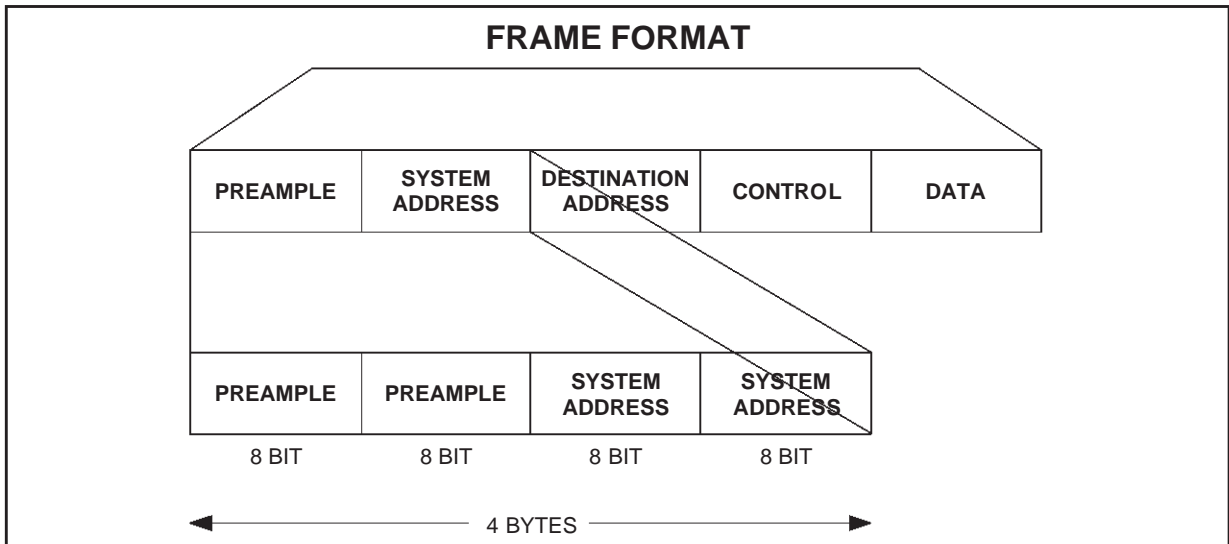 FRAME FORMAT
PREAMPLE
SYSTEM
ADDRESS
DESTINATION
ADDRESS
CONTROL
DATA
PREAMPLE
PREAMPLE
SYSTEM
ADDRESS
SYSTEM
ADDRESS
8 BIT
8 BIT
8 BIT
8 BIT
4 BYTES